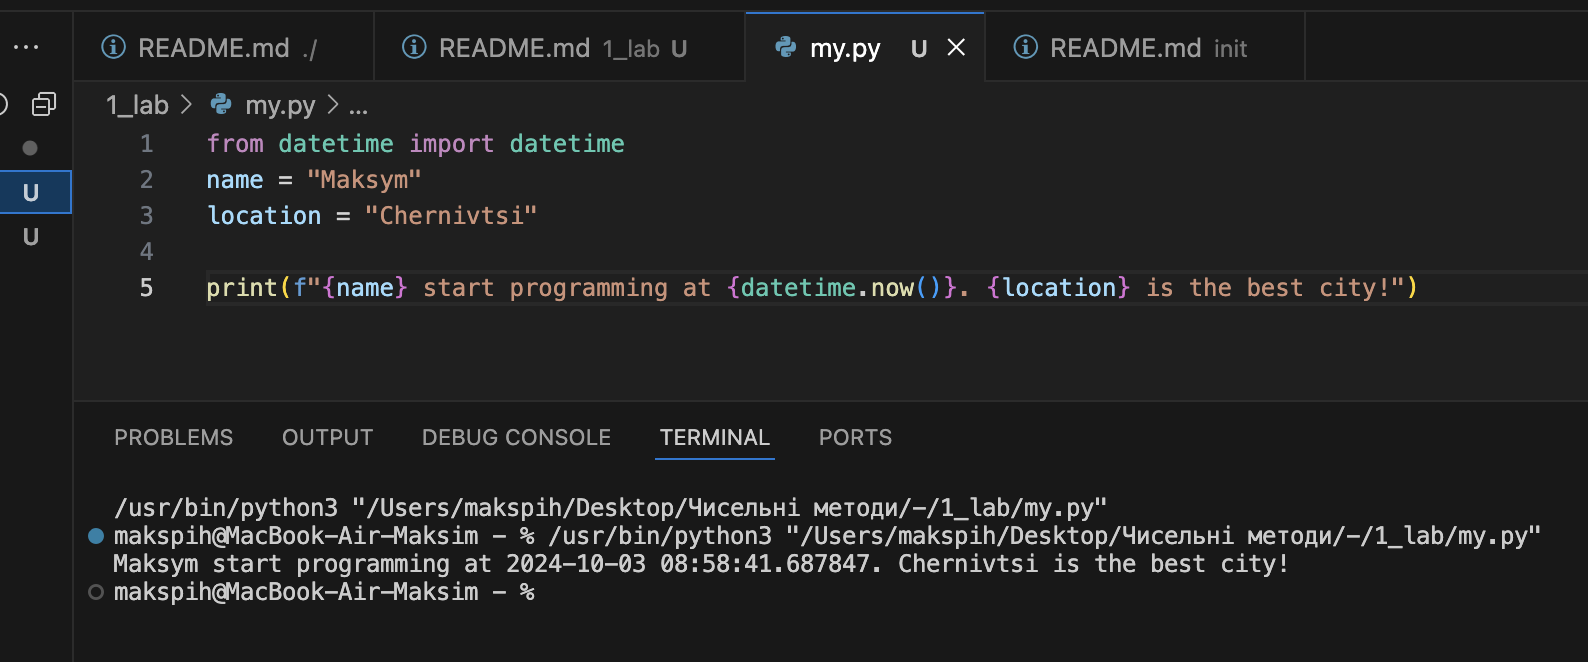 README.md ./
README.md 1_lab U
my.py U
README.md init
1_lab > my.py > ...
U
U
1 from datetime import datetime
2 name = "Maksym"
3 location = "Chernivtsi"
4
5 print(f"{name} start programming at {datetime.now()}. {location} is the best city!")
PROBLEMS OUTPUT DEBUG CONSOLE TERMINAL PORTS
/usr/bin/python3 "/Users/makspih/Desktop/Чисельні методи/-/1_lab/my.py"
makspih@MacBook-Air-Maksim - % /usr/bin/python3 "/Users/makspih/Desktop/Чисельні методи/-/1_lab/my.py"
Maksym start programming at 2024-10-03 08:58:41.687847. Chernivtsi is the best city!
makspih@MacBook-Air-Maksim - %